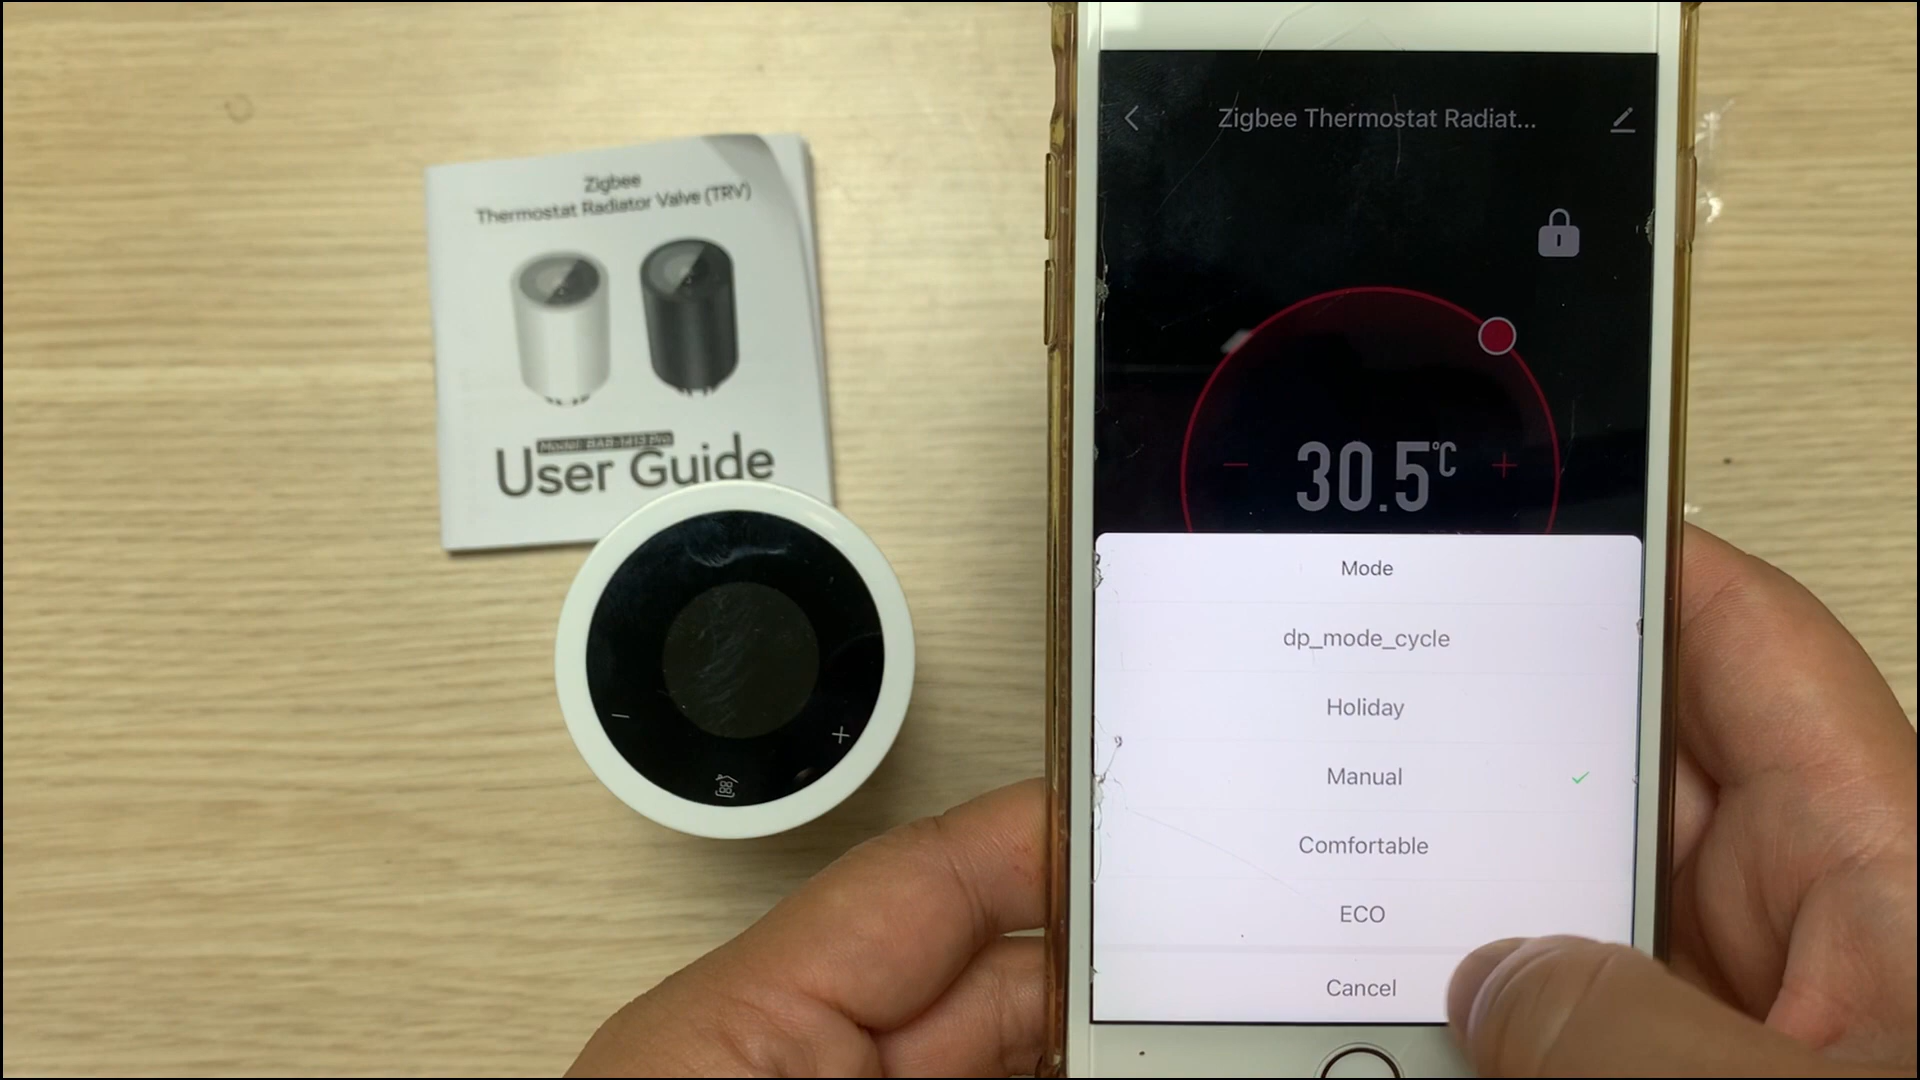 Zigbee
Thermostat Radiator Valve (TRV)
User Guide
Zigbee Thermostat Radiat...
30.5°C
Mode
dp_mode_cycle
Holiday
Manual
Comfortable
ECO
Cancel